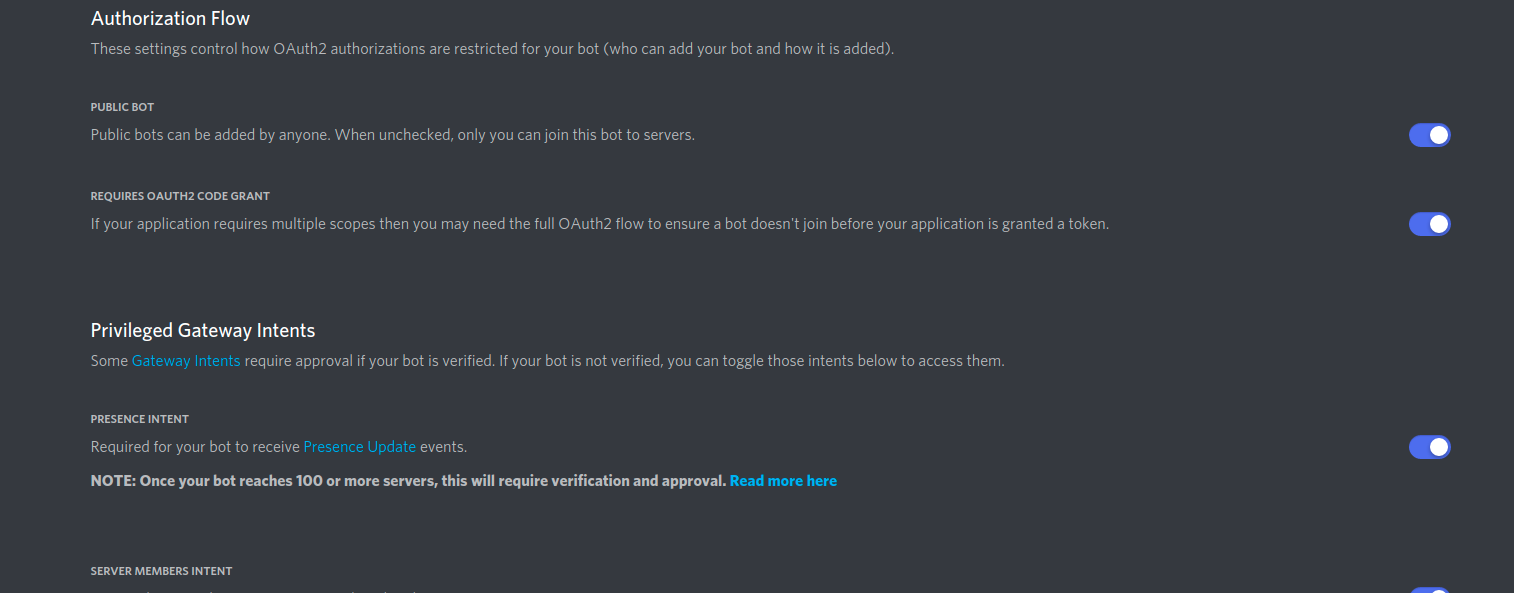 Authorization Flow
These settings control how OAuth2 authorizations are restricted for your bot (who can add your bot and how it is added).
PUBLIC BOT
Public bots can be added by anyone. When unchecked, only you can join this bot to servers.
REQUIRES OAUTH2 CODE GRANT
If your application requires multiple scopes then you may need the full OAuth2 flow to ensure a bot doesn't join before your application is granted a token.
Privileged Gateway Intents
Some Gateway Intents require approval if your bot is verified. If your bot is not verified, you can toggle those intents below to access them.
PRESENCE INTENT
Required for your bot to receive Presence Update events.
NOTE: Once your bot reaches 100 or more servers, this will require verification and approval. Read more here
SERVER MEMBERS INTENT